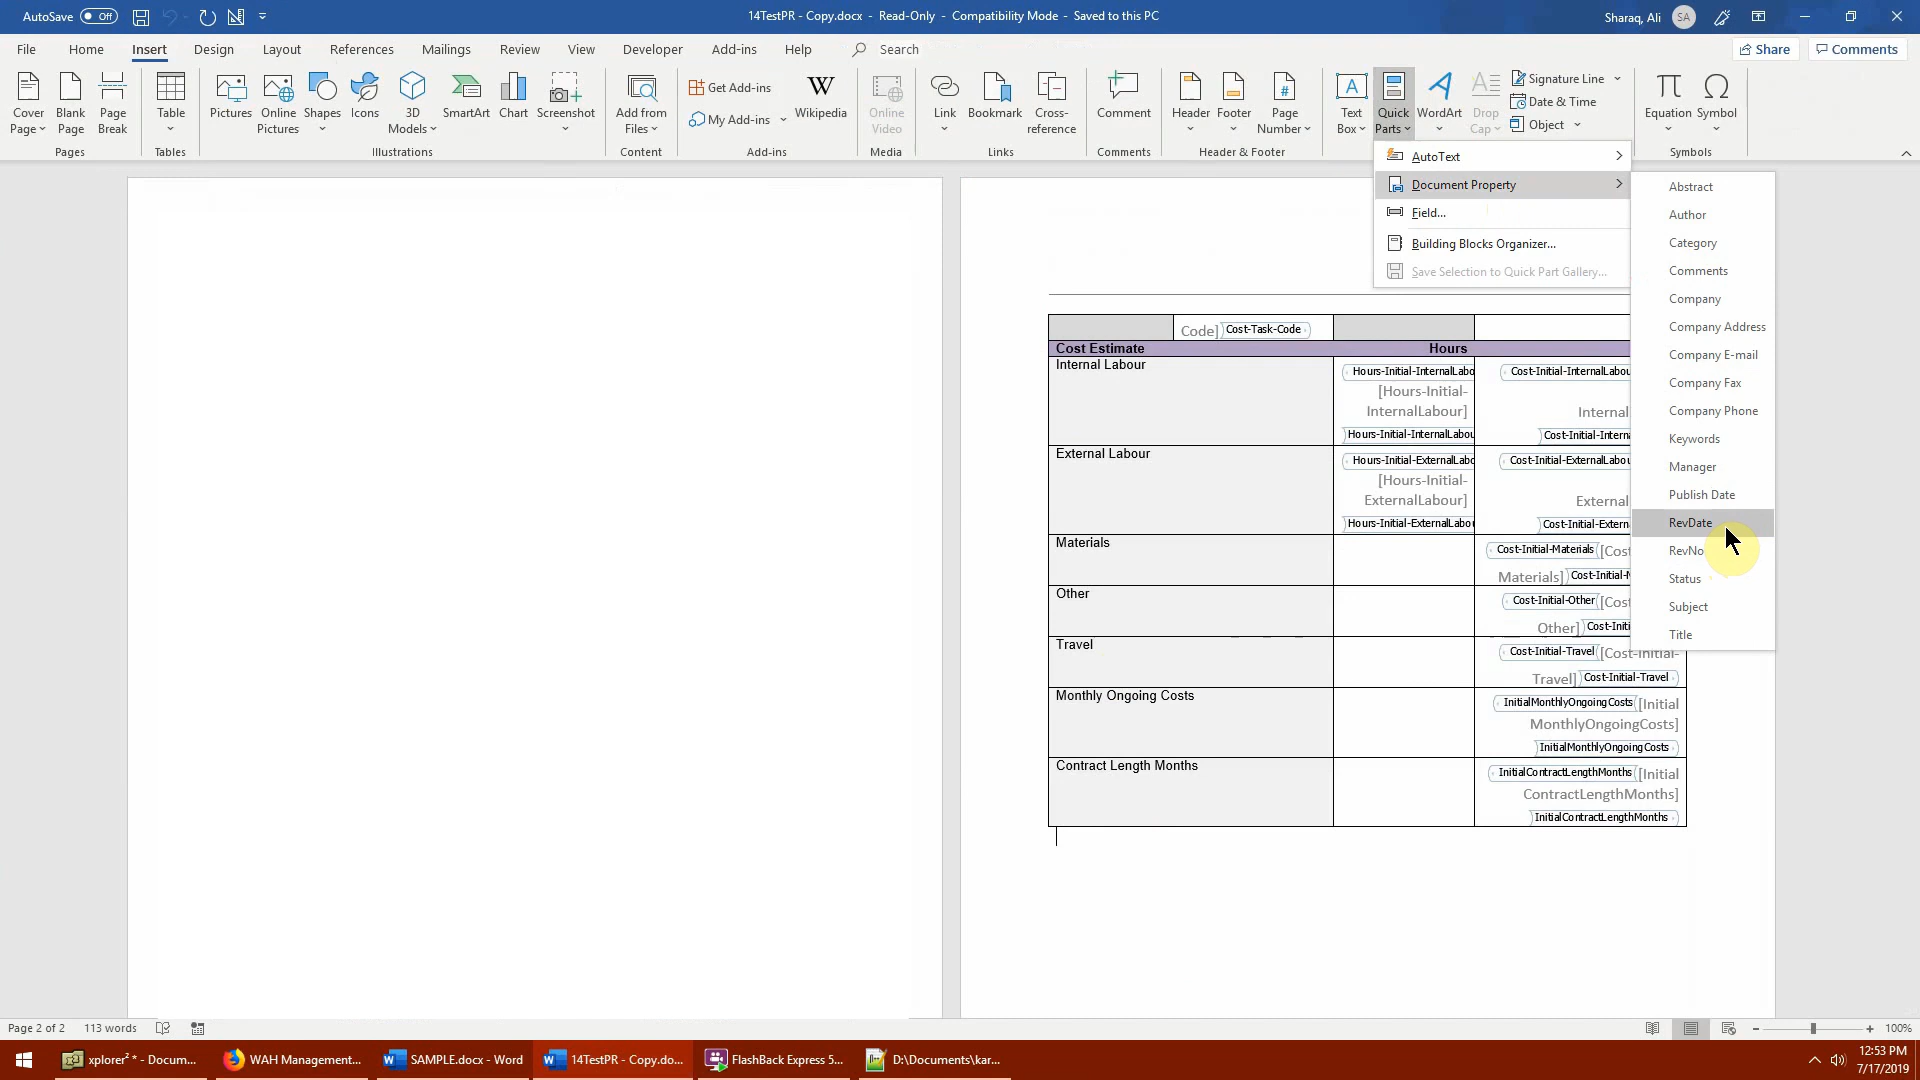 AutoSave Off
14TestPR - Copy.docx - Read-Only - Compatibility Mode - Saved to this PC
Sharaq, Ali SA
File Home Insert Design Layout References Mailings Review View Developer Add-ins Help Search
Share Comments
Cover Page
Blank Page
Page Break
Table
Pictures
Online Pictures
Shapes
Icons
3D Models
SmartArt
Chart
Screenshot
Add from Files
Get Add-ins
My Add-ins
Wikipedia
Online Video
Link
Bookmark
Cross-reference
Comment
Header
Footer
Page Number
Text Box
Quick Parts
WordArt
Drop Cap
Signature Line
Date & Time
Object
Equation
Symbol
Pages Tables Illustrations Content Add-ins Media Links Comments Header & Footer Symbols
AutoText
Document Property
Field...
Building Blocks Organizer...
Save Selection to Quick Part Gallery...
Abstract
Author
Category
Comments
Company
Company Address
Company E-mail
Company Fax
Company Phone
Keywords
Manager
Publish Date
RevDate
RevNo
Status
Subject
Title
Code] Cost-Task-Code
Cost Estimate Hours
Internal Labour
Hours-Initial-InternalLabo
[Hours-Initial-
InternalLabour]
Hours-Initial-InternalLabou
Cost-Initial-InternalLabou
Internal
Cost-Initial-Intern
External Labour
Hours-Initial-ExternalLabo
[Hours-Initial-
ExternalLabour]
Hours-Initial-ExternalLabou
Cost-Initial-ExternalLabou
External
Cost-Initial-Extern
Materials
Cost-Initial-Materials [Cost
Materials] Cost-Initial-M
Other
Cost-Initial-Other [Cost
Other] Cost-Initi
Travel
Cost-Initial-Travel [Cost-Initial-
Travel] Cost-Initial-Travel
Monthly Ongoing Costs
InitialMonthlyOngoingCosts [Initial
MonthlyOngoingCosts]
InitialMonthlyOngoingCosts
Contract Length Months
InitialContractLengthMonths [Initial
ContractLengthMonths]
InitialContractLengthMonths
Page 2 of 2 113 words
100%
xplorer² * - Docum...
WAH Management...
SAMPLE.docx - Word
14TestPR - Copy.do...
FlashBack Express 5...
D:\Documents\kar...
12:53 PM
7/17/2019